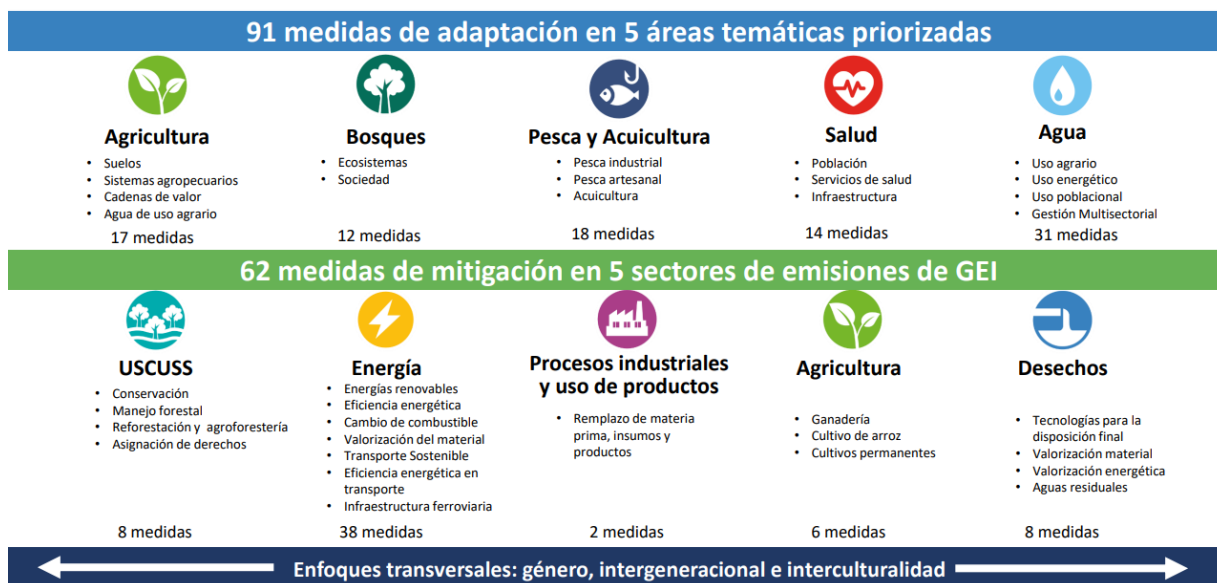 91 medidas de adaptación en 5 áreas temáticas priorizadas
Agricultura
• Suelos
• Sistemas agropecuarios
• Cadenas de valor
• Agua de uso agrario
17 medidas
Bosques
• Ecosistemas
• Sociedad
12 medidas
Pesca y Acuicultura
• Pesca industrial
• Pesca artesanal
• Acuicultura
18 medidas
Salud
• Población
• Servicios de salud
• Infraestructura
14 medidas
Agua
• Uso agrario
• Uso energético
• Uso poblacional
• Gestión Multisectorial
31 medidas
62 medidas de mitigación en 5 sectores de emisiones de GEI
USCUSS
• Conservación
• Manejo forestal
• Reforestación y agroforestería
• Asignación de derechos
8 medidas
Energía
• Energías renovables
• Eficiencia energética
• Cambio de combustible
• Valorización del material
• Transporte Sostenible
• Eficiencia energética en
transporte
• Infraestructura ferroviaria
38 medidas
Procesos industriales
y uso de productos
• Remplazo de materia
prima, insumos y
productos
2 medidas
Agricultura
• Ganadería
• Cultivo de arroz
• Cultivos permanentes
6 medidas
Desechos
• Tecnologías para la
disposición final
• Valorización material
• Valorización energética
• Aguas residuales
8 medidas
Enfoques transversales: género, intergeneracional e interculturalidad